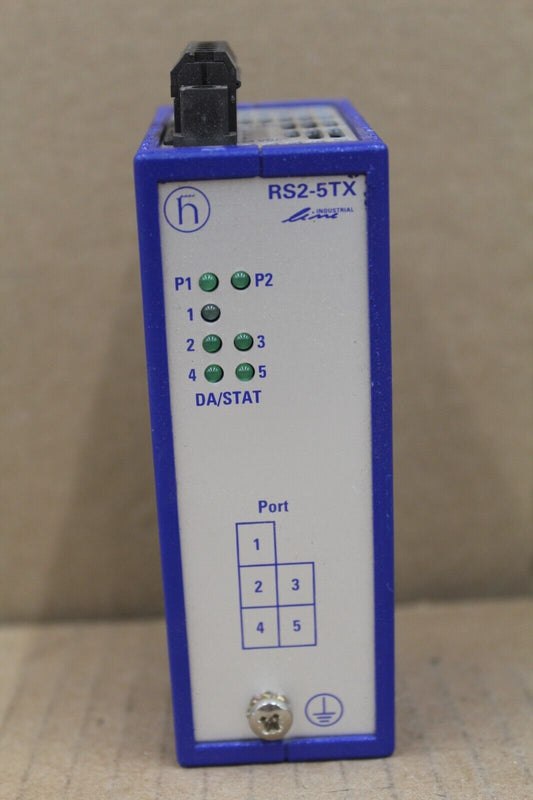 RS2-5TX
h
INDUSTRIAL
line
P1 P2
1
2 3
4 5
DA/STAT
Port
1
2 3
4 5